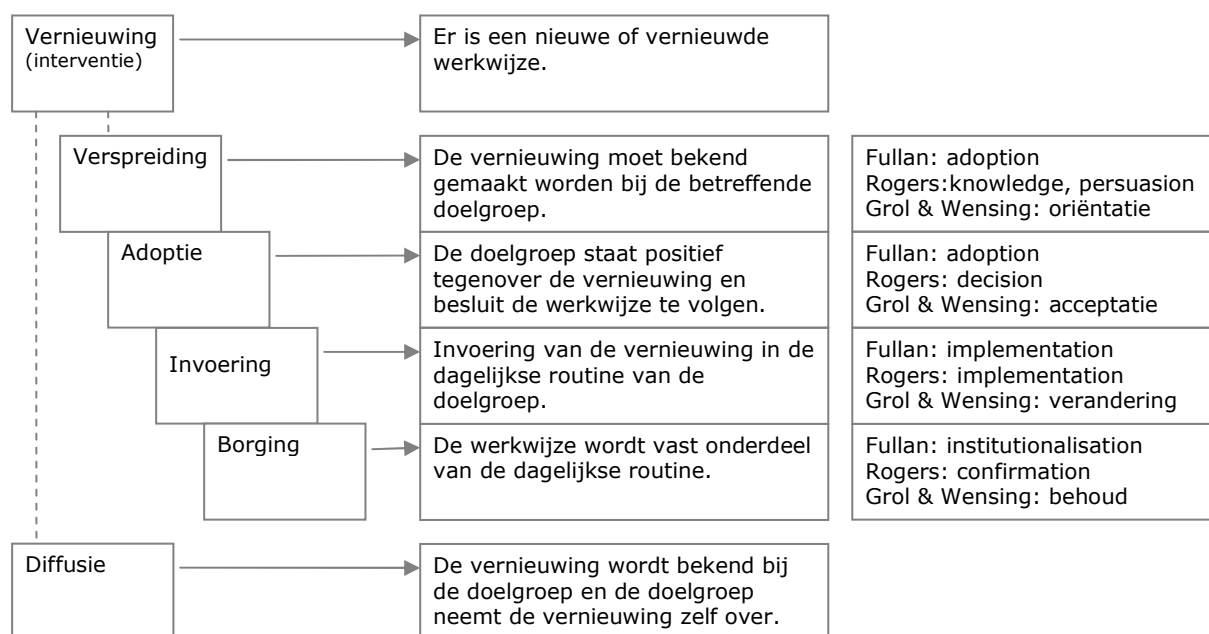 Vernieuwing
(interventie)
Er is een nieuwe of vernieuwde
werkwijze.
Verspreiding
De vernieuwing moet bekend
gemaakt worden bij de betreffende
doelgroep.
Fullan: adoption
Rogers:knowledge, persuasion
Grol & Wensing: oriëntatie
Adoptie
De doelgroep staat positief
tegenover de vernieuwing en
besluit de werkwijze te volgen.
Fullan: adoption
Rogers: decision
Grol & Wensing: acceptatie
Invoering
Invoering van de vernieuwing in de
dagelijkse routine van de
doelgroep.
Fullan: implementation
Rogers: implementation
Grol & Wensing: verandering
Borging
De werkwijze wordt vast onderdeel
van de dagelijkse routine.
Fullan: institutionalisation
Rogers: confirmation
Grol & Wensing: behoud
Diffusie
De vernieuwing wordt bekend bij
de doelgroep en de doelgroep
neemt de vernieuwing zelf over.